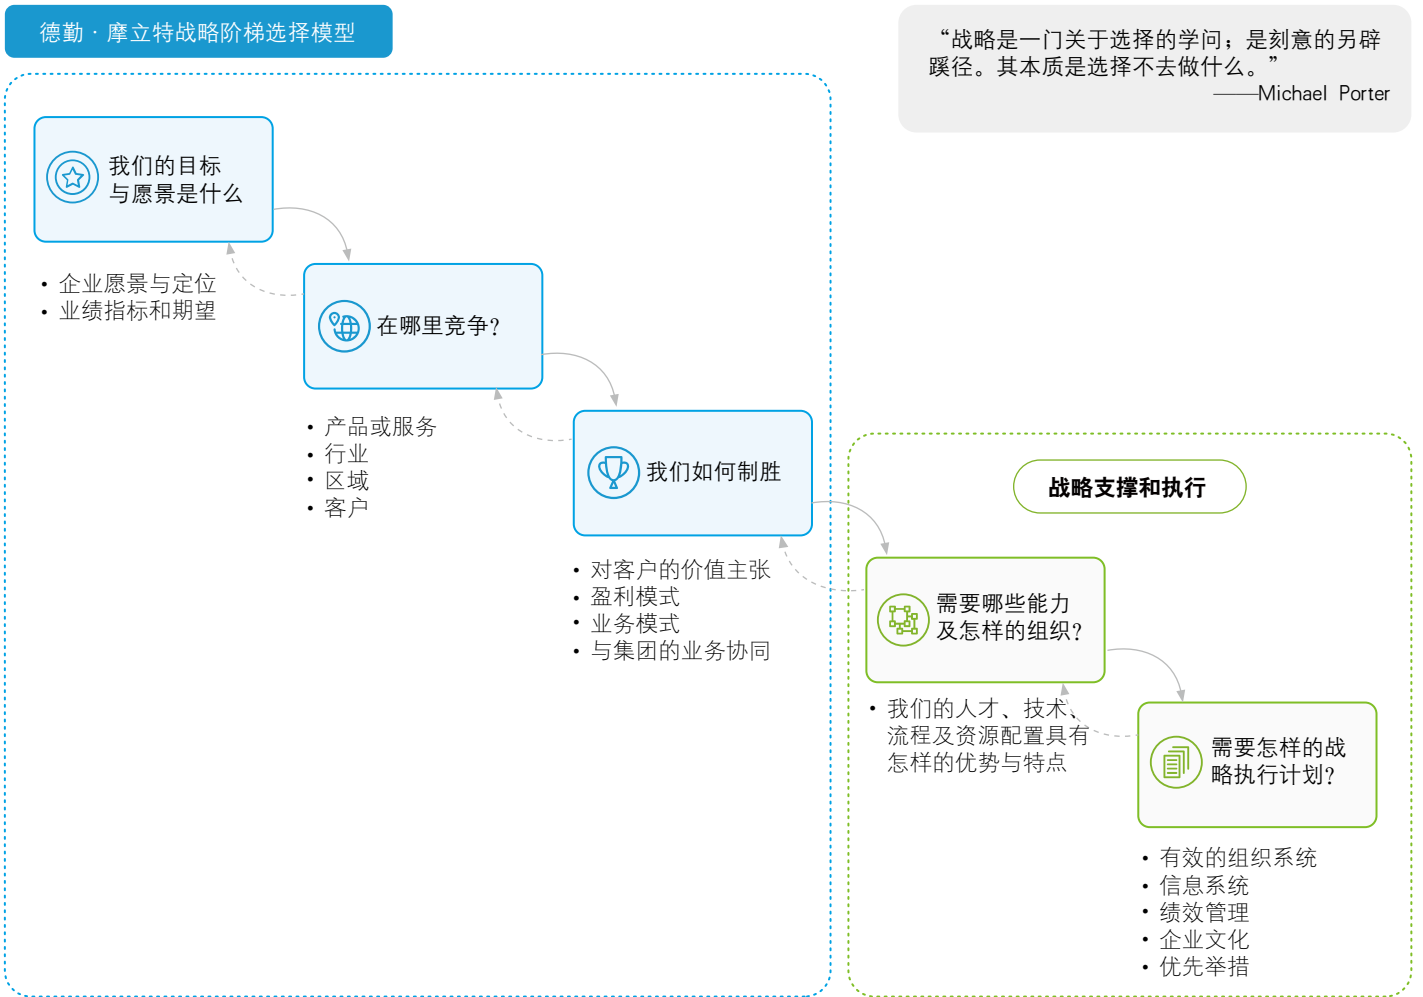 德勤·摩立特战略阶梯选择模型
“战略是一门关于选择的学问；是刻意的另辟
蹊径。其本质是选择不去做什么。”
——Michael Porter
我们的目标
与愿景是什么
• 企业愿景与定位
• 业绩指标和期望
在哪里竞争？
• 产品或服务
• 行业
• 区域
• 客户
我们如何制胜
• 对客户的价值主张
• 盈利模式
• 业务模式
• 与集团的业务协同
战略支撑和执行
需要哪些能力
及怎样的组织？
• 我们的人才、技术、
流程及资源配置具有
怎样的优势与特点
需要怎样的战
略执行计划？
• 有效的组织系统
• 信息系统
• 绩效管理
• 企业文化
• 优先举措